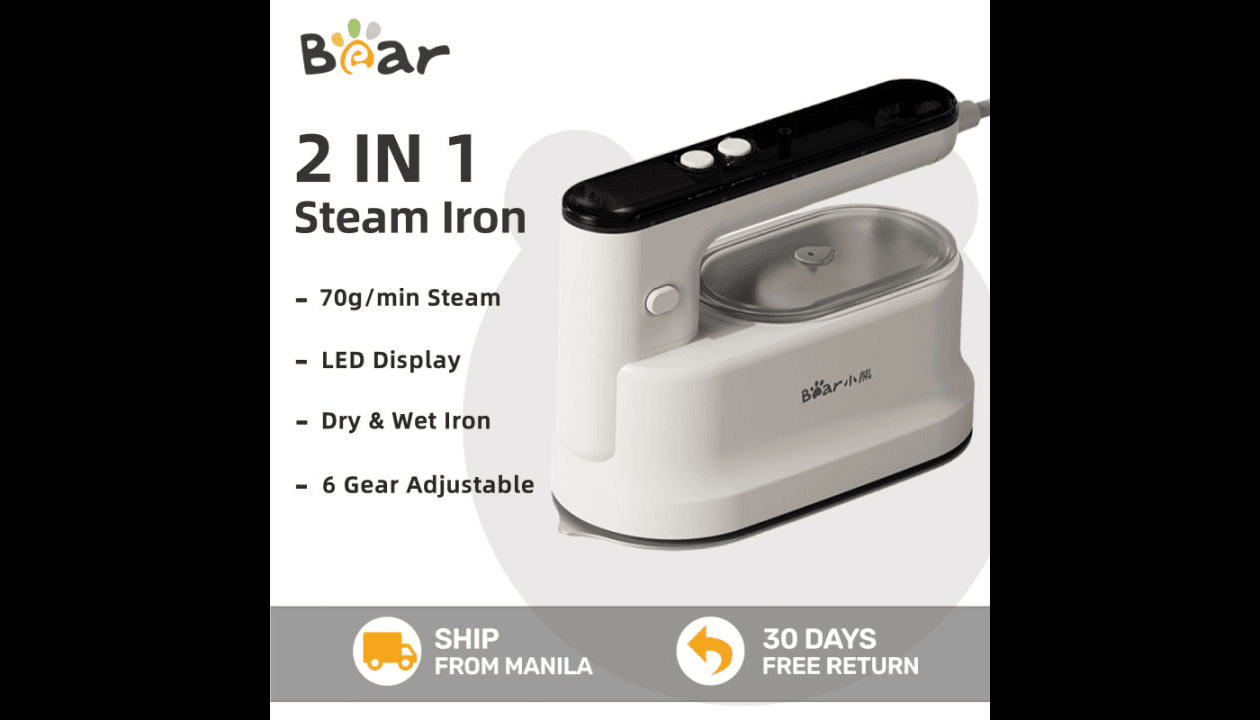 Bear
2 IN 1
Steam Iron
- 70g/min Steam
- LED Display
- Dry & Wet Iron
- 6 Gear Adjustable
Bear小熊
SHIP
FROM MANILA
30 DAYS
FREE RETURN